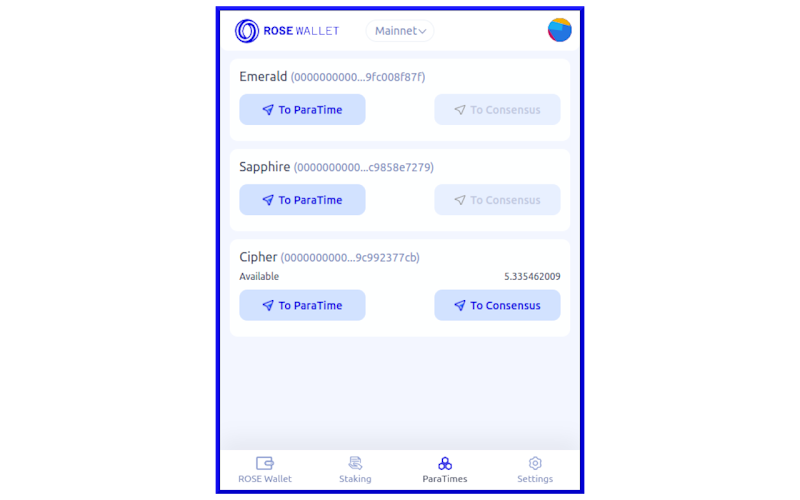 ROSE WALLET Mainnet
Emerald (0000000000...9fc008f87f)
To ParaTime To Consensus
Sapphire (0000000000...c9858e7279)
To ParaTime To Consensus
Cipher (0000000000...9c992377cb)
Available 5.335462009
To ParaTime To Consensus
ROSE Wallet Staking ParaTimes Settings